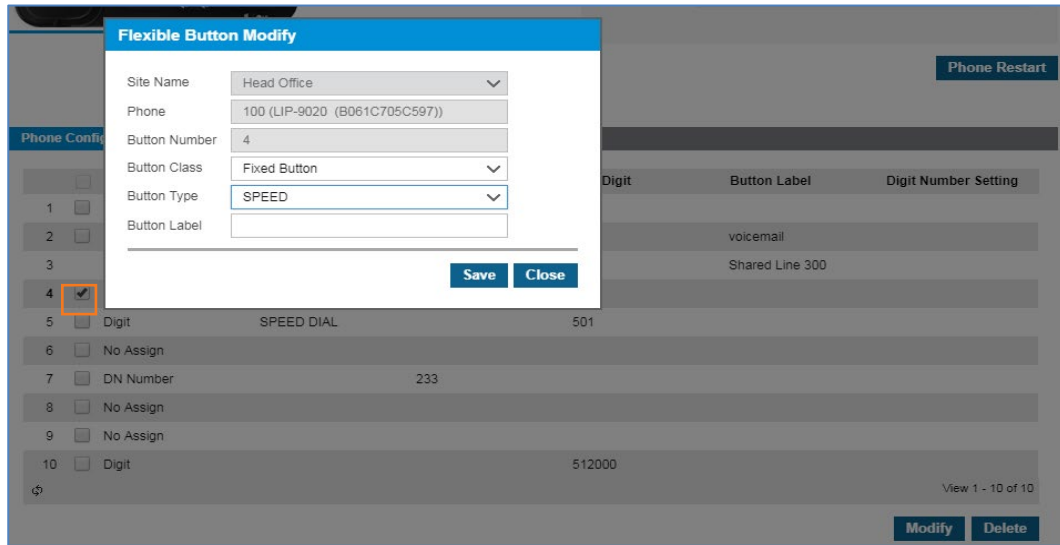 Flexible Button Modify
Site Name Head Office
Phone 100 (LIP-9020 (B061C705C597))
Phone Restart
Button Number 4
Phone Config
Button Class Fixed Button
Button Type SPEED
Digit Button Label Digit Number Setting
Button Label
1
2 voicemail
Save Close
3 Shared Line 300
4
5 Digit SPEED DIAL 501
6 No Assign
7 DN Number 233
8 No Assign
9 No Assign
10 Digit 512000
View 1 - 10 of 10
Modify Delete